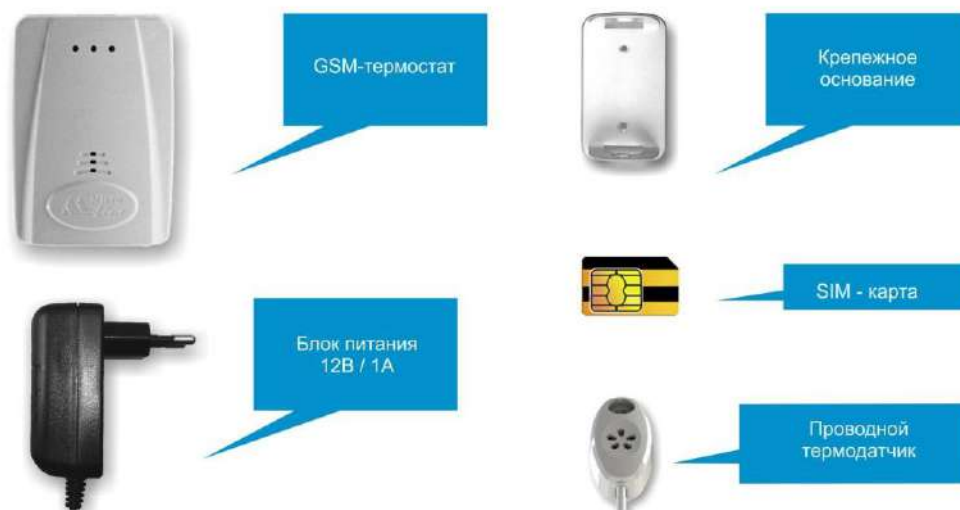 GSM-термостат
Крепежное
основание
SIM - карта
Блок питания
12В / 1А
Проводной
термодатчик